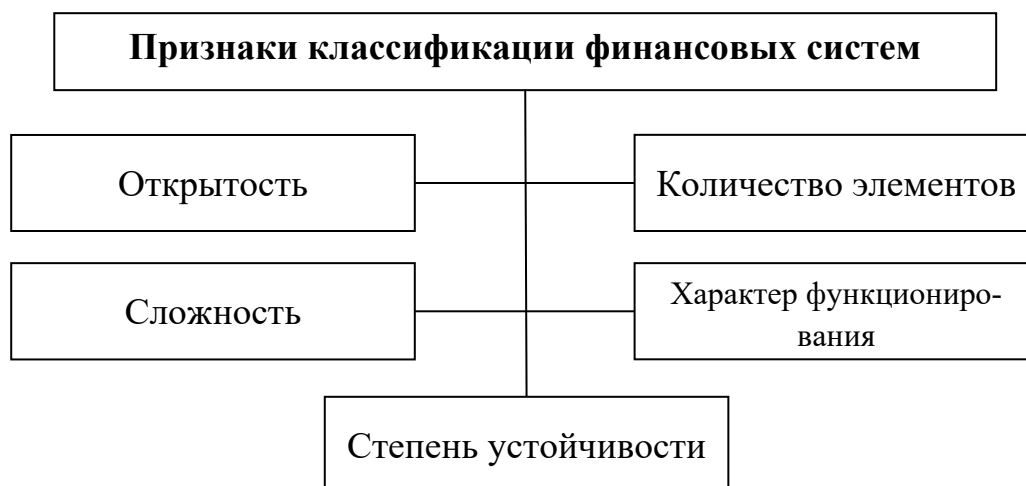 Признаки классификации финансовых систем
Открытость
Количество элементов
Сложность
Характер функциониро-
вания
Степень устойчивости